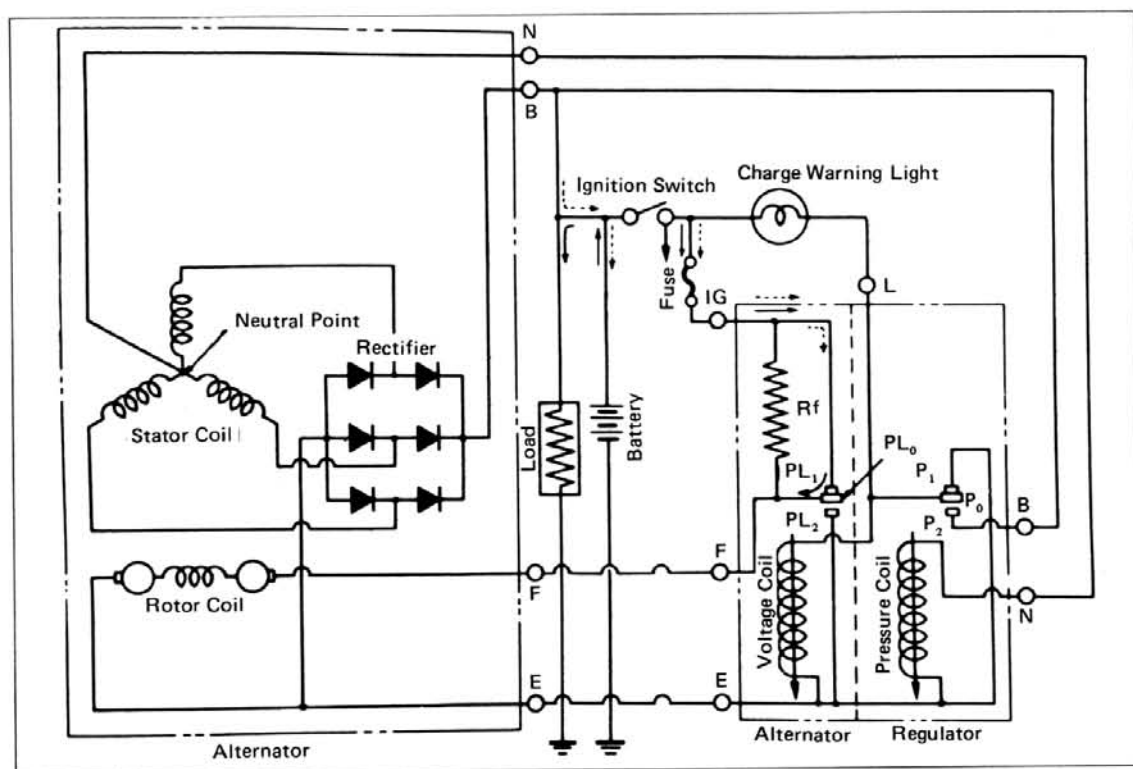 N
B
Ignition Switch
Charge Warning Light
Fuse
L
IG
Neutral Point
Rectifier
Stator Coil
Load
Battery
Rf
PL₀
PL₁
P₁
P₀
PL₂
P₂
B
F
F
Rotor Coil
Voltage Coil
Pressure Coil
N
E
E
Alternator
Alternator
Regulator